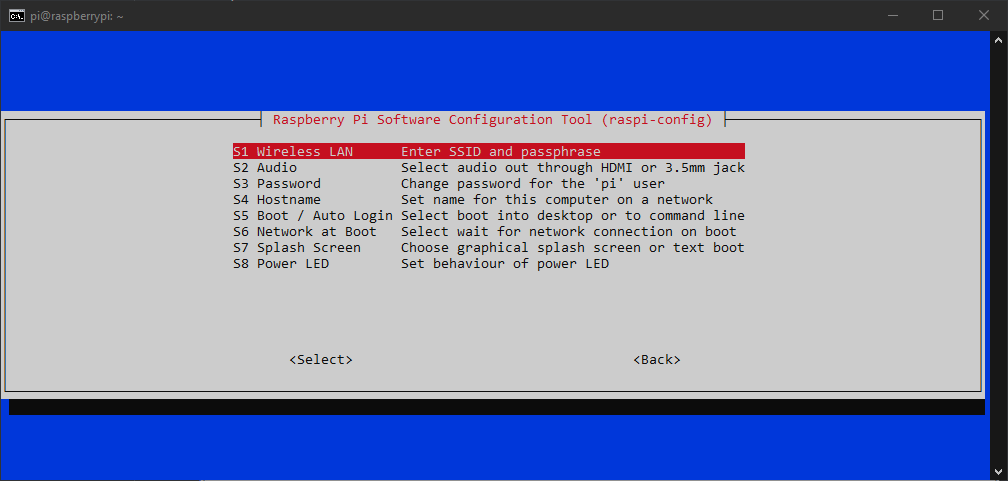 C:\. pi@raspberrypi: ~
Raspberry Pi Software Configuration Tool (raspi-config)
S1 Wireless LAN Enter SSID and passphrase
S2 Audio Select audio out through HDMI or 3.5mm jack
S3 Password Change password for the 'pi' user
S4 Hostname Set name for this computer on a network
S5 Boot / Auto Login Select boot into desktop or to command line
S6 Network at Boot Select wait for network connection on boot
S7 Splash Screen Choose graphical splash screen or text boot
S8 Power LED Set behaviour of power LED
<Select> <Back>